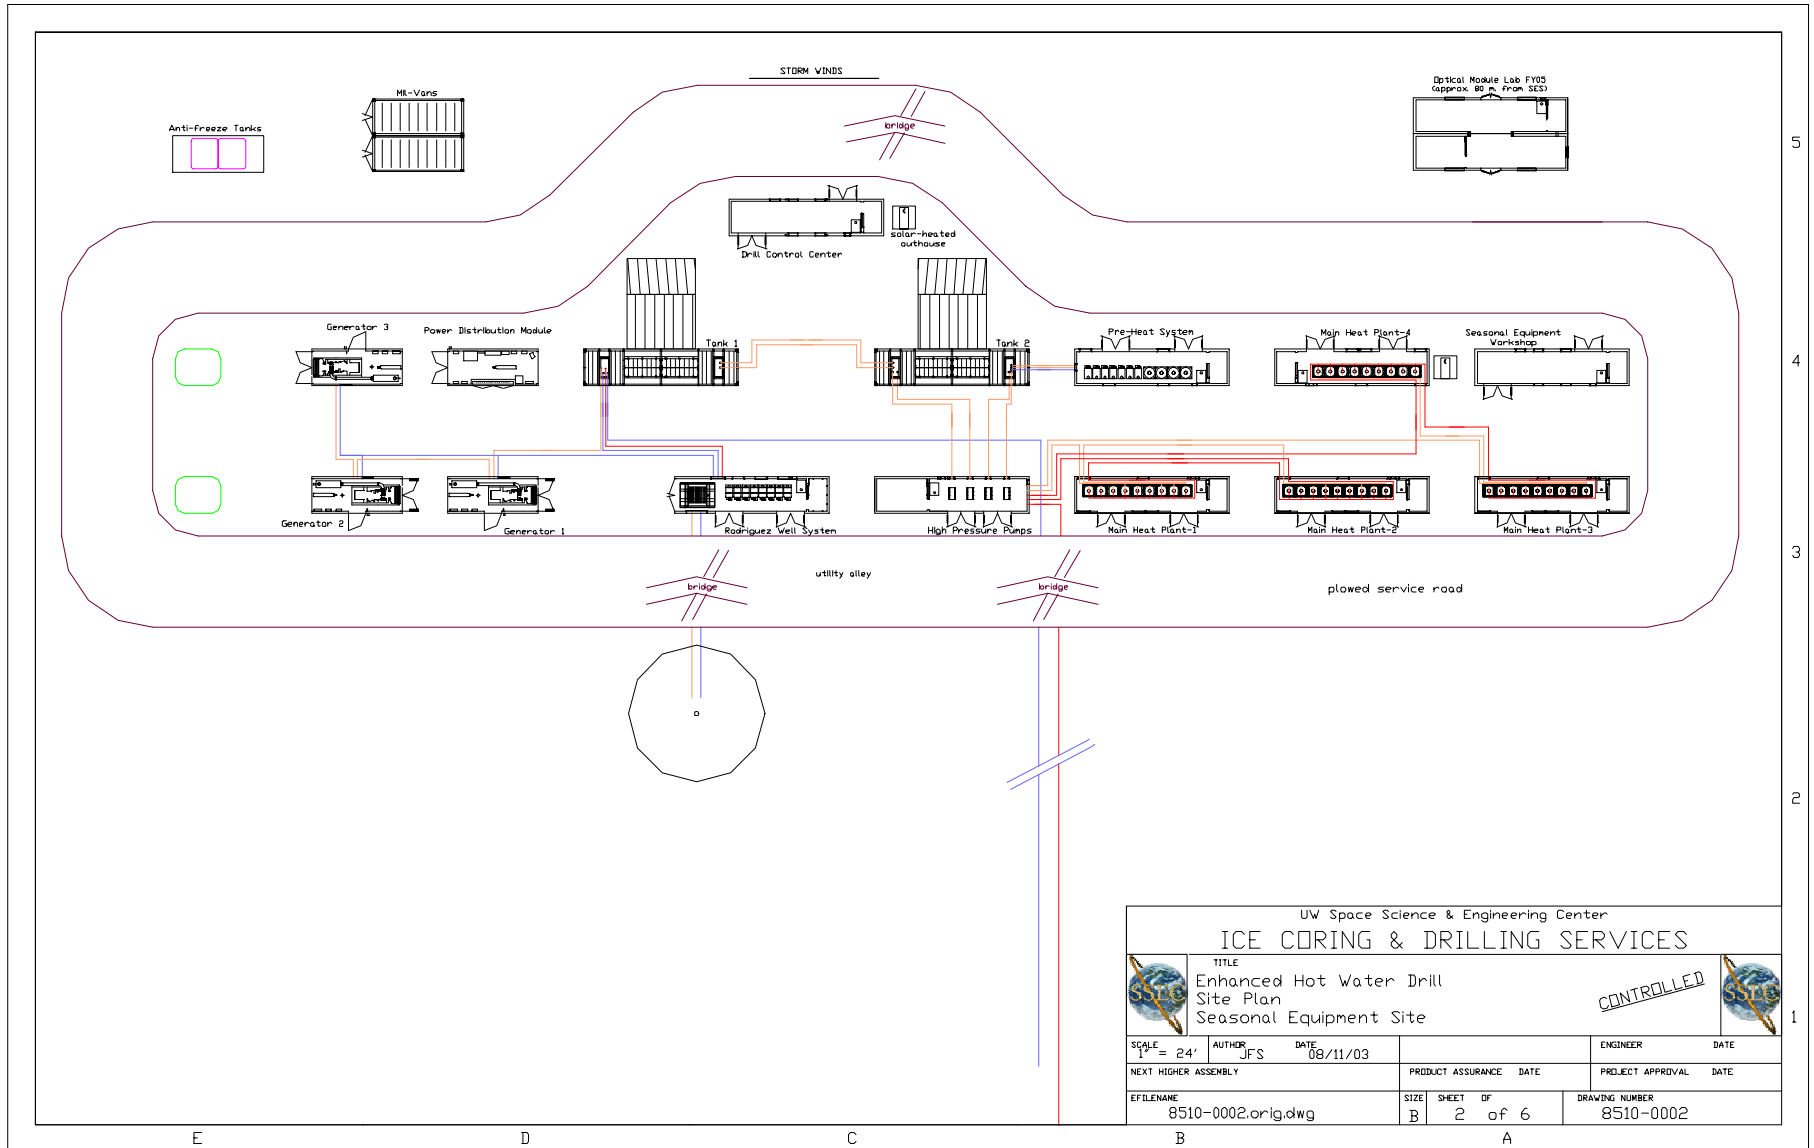 STORM WINDS
Optical Module Lab FY05
(approx. 80 m. from SES)
Mil-Vans
Anti-freeze Tanks
bridge
5
solar-heated
outhouse
Drill Control Center
Generator 3
Power Distribution Module
Tank 1
Tank 2
Pre-Heat System
Main Heat Plant-4
Seasonal Equipment
Workshop
4
Generator 2
Generator 1
Rodriguez Well System
High Pressure Pumps
Main Heat Plant-1
Main Heat Plant-2
Main Heat Plant-3
3
bridge
utility alley
bridge
plowed service road
2
UW Space Science & Engineering Center
ICE CORING & DRILLING SERVICES
SSEC
TITLE
Enhanced Hot Water Drill
Site Plan
Seasonal Equipment Site
CONTROLLED
SSEC
1
SCALE
1" = 24'
AUTHOR
JFS
DATE
08/11/03
ENGINEER DATE
NEXT HIGHER ASSEMBLY
PRODUCT ASSURANCE DATE
PROJECT APPROVAL DATE
EFILENAME
8510-0002.orig.dwg
SIZE
B
SHEET OF
2 of 6
DRAWING NUMBER
8510-0002
E D C B A